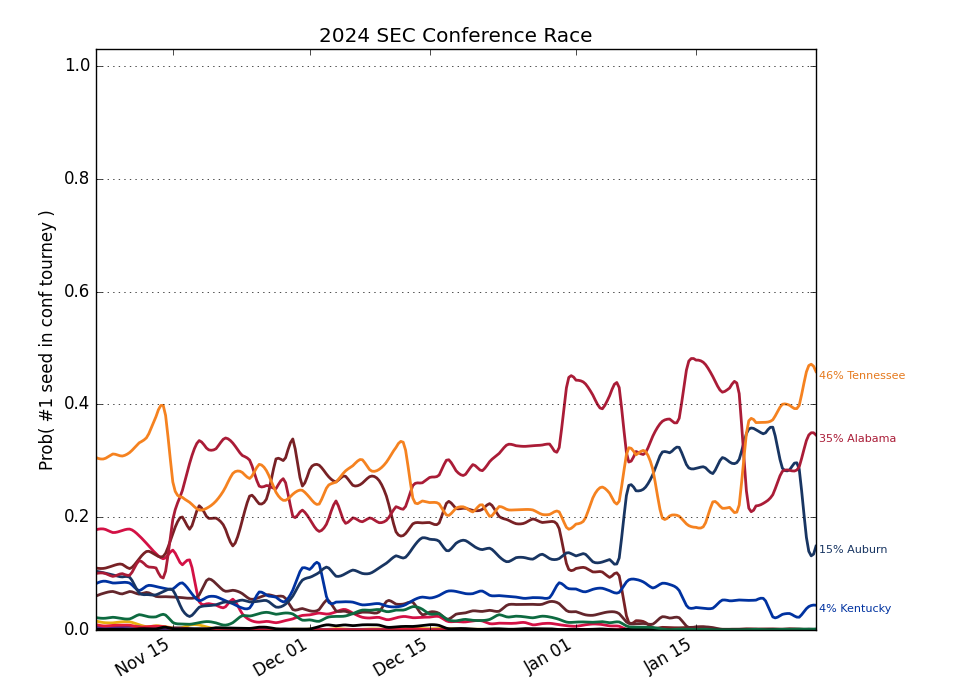 2024 SEC Conference Race
Prob( #1 seed in conf tourney )
1.0
0.8
0.6
0.4
0.2
0.0
Nov 15
Dec 01
Dec 15
Jan 01
Jan 15
46% Tennessee
35% Alabama
15% Auburn
4% Kentucky